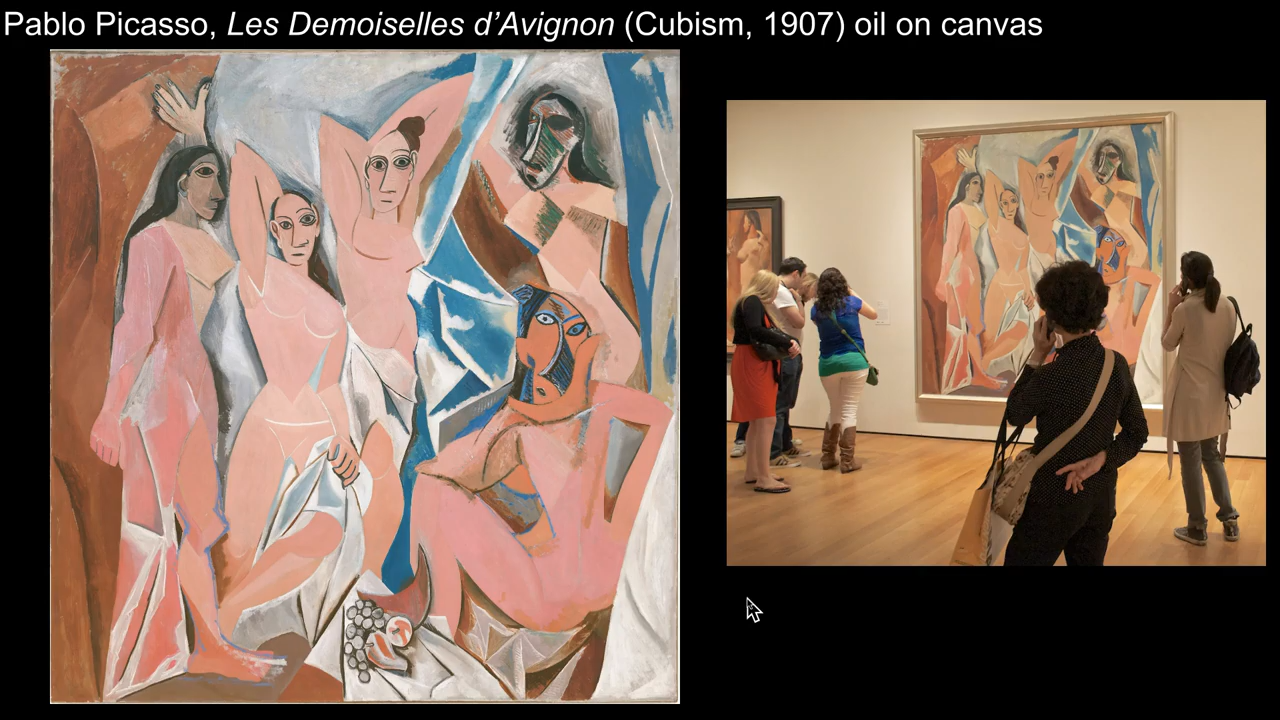 Pablo Picasso, Les Demoiselles d’Avignon (Cubism, 1907) oil on canvas